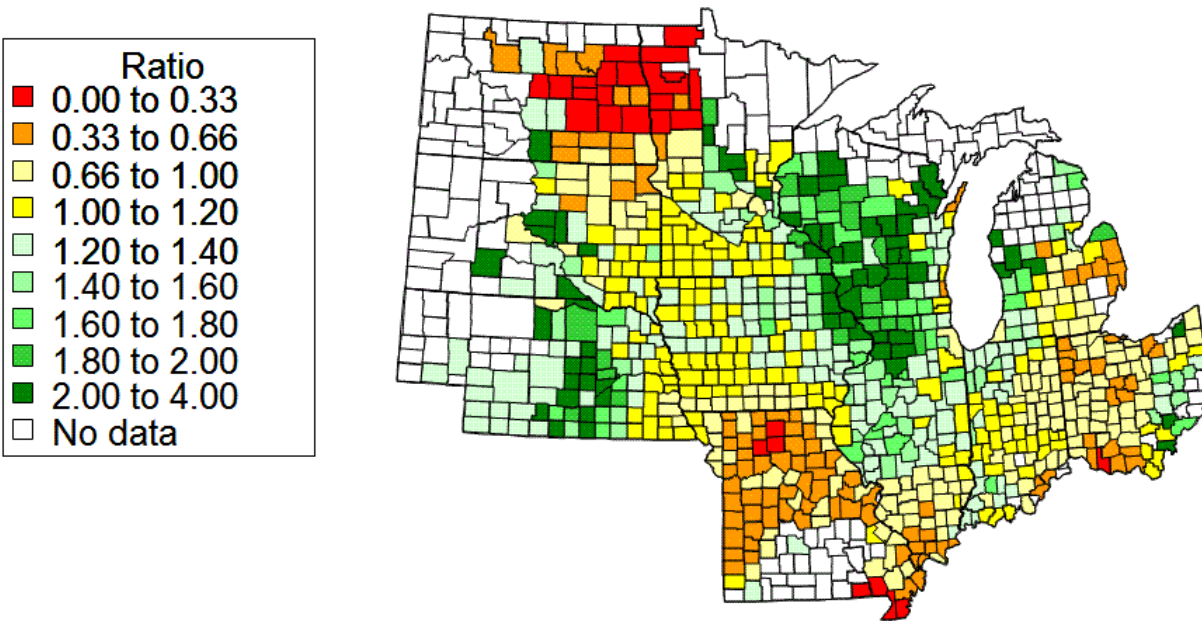 Ratio
0.00 to 0.33
0.33 to 0.66
0.66 to 1.00
1.00 to 1.20
1.20 to 1.40
1.40 to 1.60
1.60 to 1.80
1.80 to 2.00
2.00 to 4.00
No data